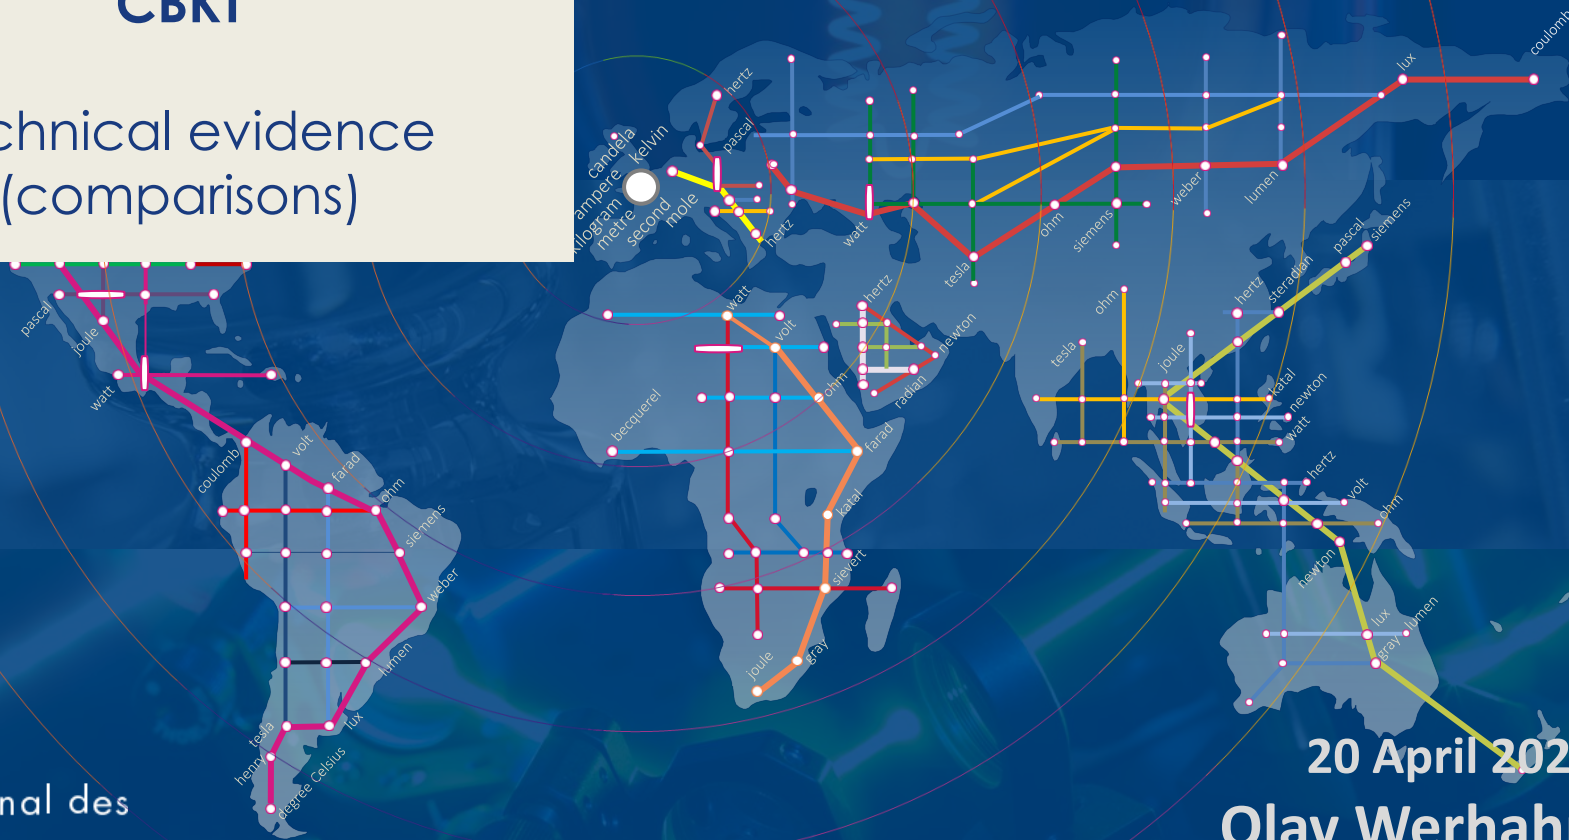 CBKT
chnical evidence
(comparisons)
coulomb
lux
hertz
pascal
candela
kelvin
ampere
kilogram
metre
second
mole
hertz
watt
tesla
ohm
siemens
weber
lumen
pascal
siemens
hertz
steradian
pascal
joule
watt
watt
volt
hertz
newton
radian
ohm
becquerel
farad
katal
sievert
gray
joule
ohm
tesla
joule
katal
newton
watt
hertz
volt
ohm
newton
lux
lumen
gray
coulomb
volt
farad
ohm
siemens
weber
lumen
lux
tesla
henry
degree Celsius
nal des
20 April 202
Olav Werhah